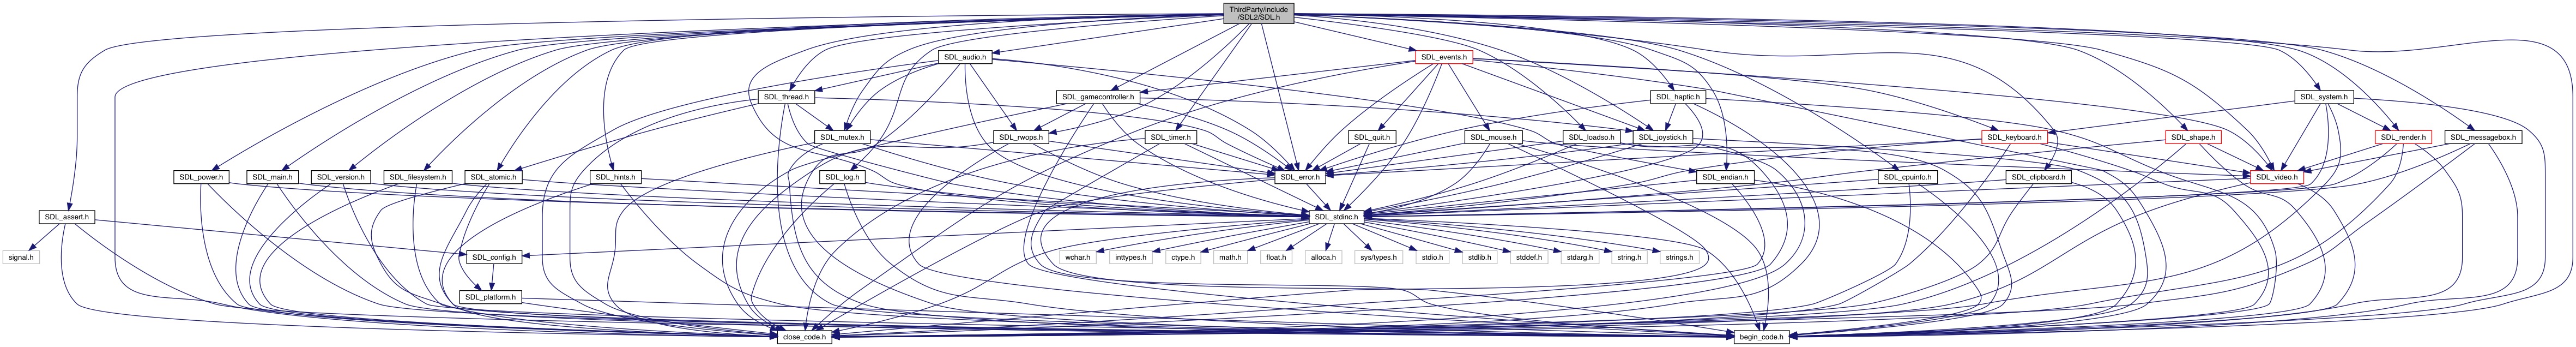 ThirdParty/include
/SDL2/SDL.h
SDL_audio.h
SDL_events.h
SDL_thread.h
SDL_gamecontroller.h
SDL_haptic.h
SDL_system.h
SDL_mutex.h
SDL_rwops.h
SDL_timer.h
SDL_quit.h
SDL_mouse.h
SDL_loadso.h
SDL_joystick.h
SDL_keyboard.h
SDL_shape.h
SDL_render.h
SDL_messagebox.h
SDL_power.h
SDL_main.h
SDL_version.h
SDL_filesystem.h
SDL_atomic.h
SDL_hints.h
SDL_log.h
SDL_error.h
SDL_endian.h
SDL_cpuinfo.h
SDL_clipboard.h
SDL_video.h
SDL_assert.h
SDL_stdinc.h
signal.h
SDL_config.h
wchar.h
inttypes.h
ctype.h
math.h
float.h
alloca.h
sys/types.h
stdio.h
stdlib.h
stddef.h
stdarg.h
string.h
strings.h
SDL_platform.h
close_code.h
begin_code.h